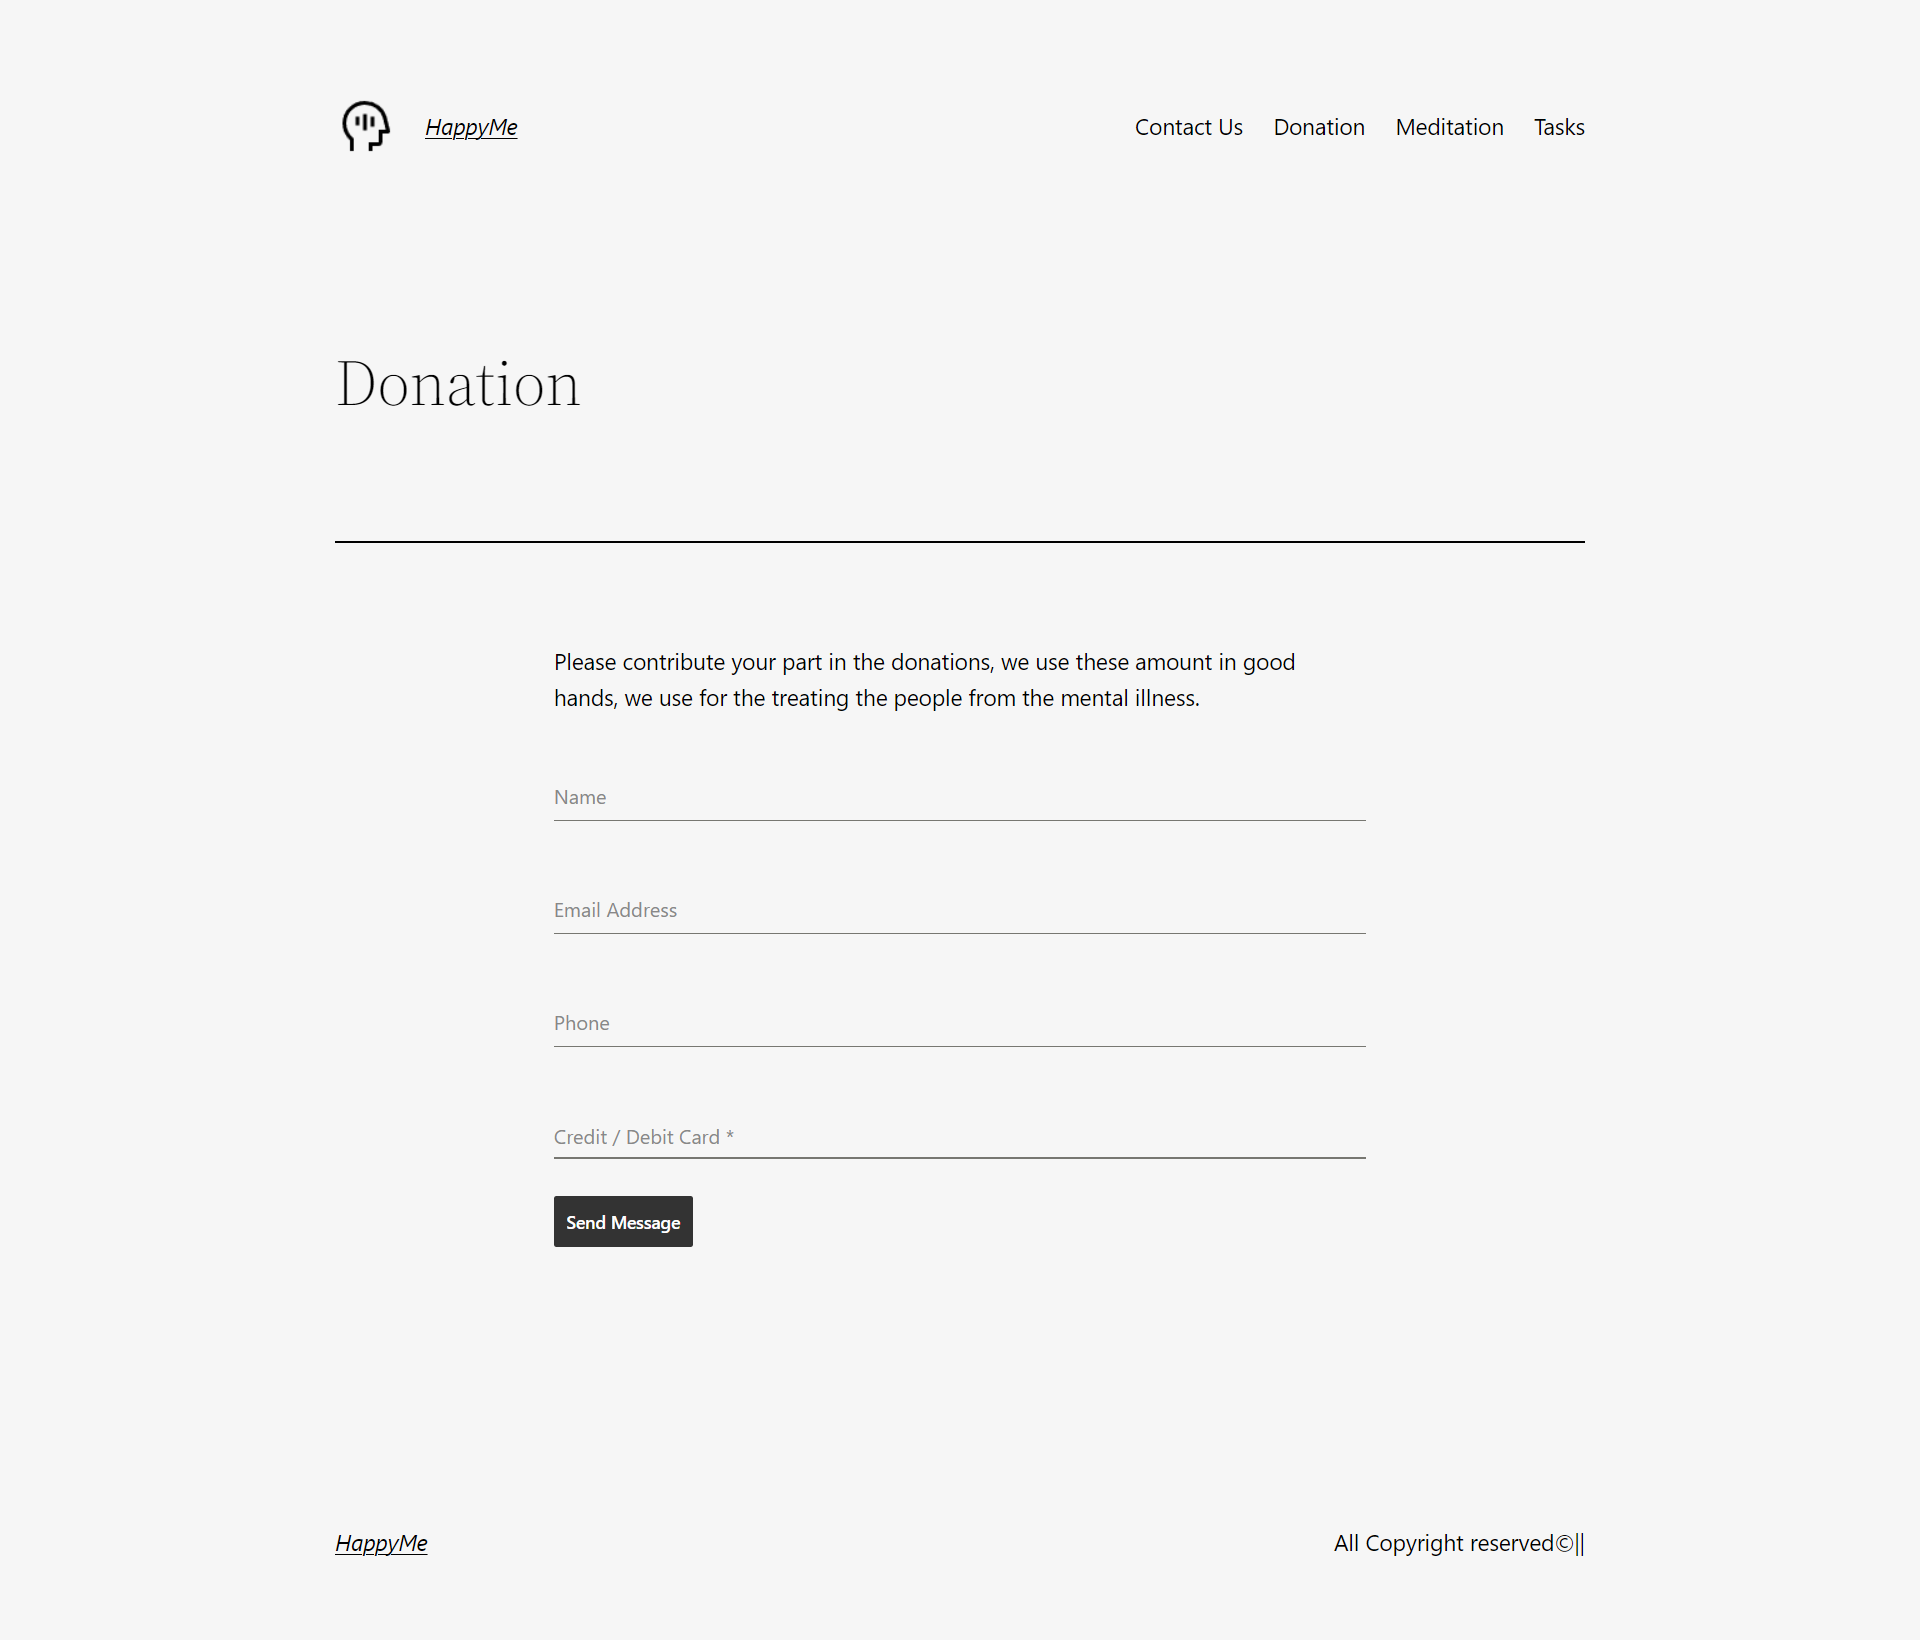 HappyMe
Contact Us Donation Meditation Tasks
Donation
Please contribute your part in the donations, we use these amount in good
hands, we use for the treating the people from the mental illness.
Name
Email Address
Phone
Credit / Debit Card *
Send Message
HappyMe
All Copyright reserved©||